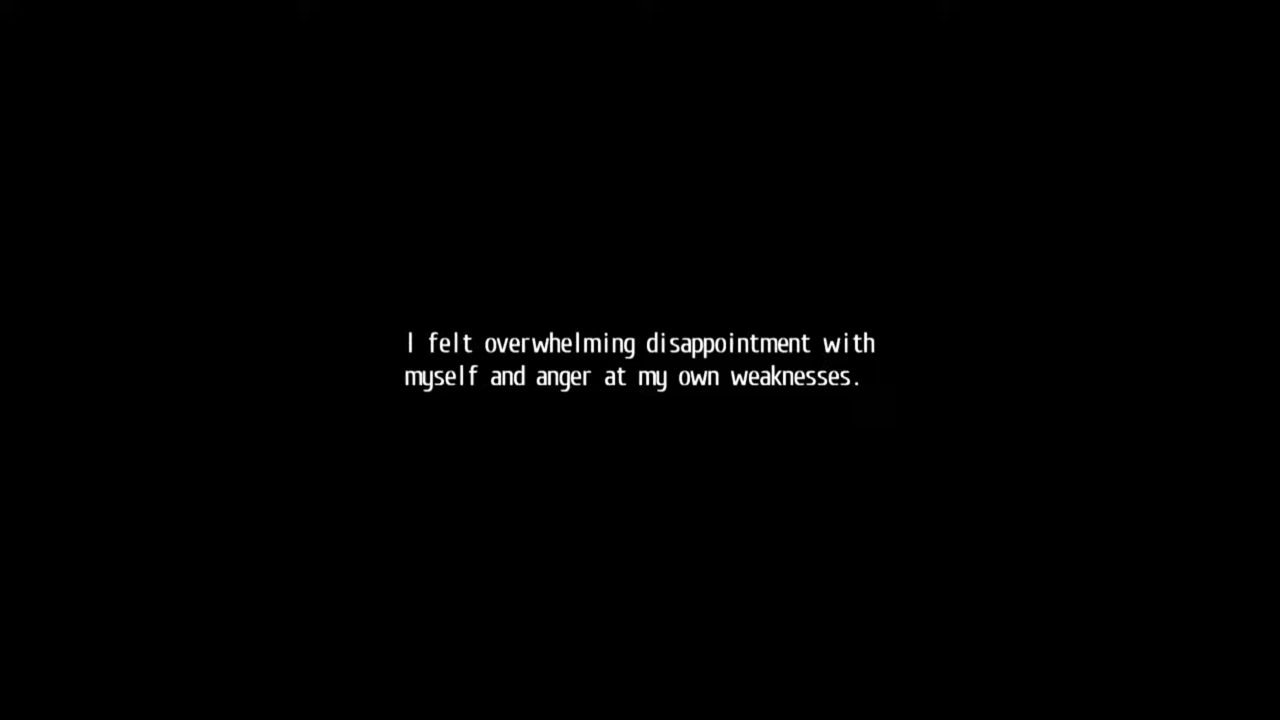 I felt overwhelming disappointment with
myself and anger at my own weaknesses.